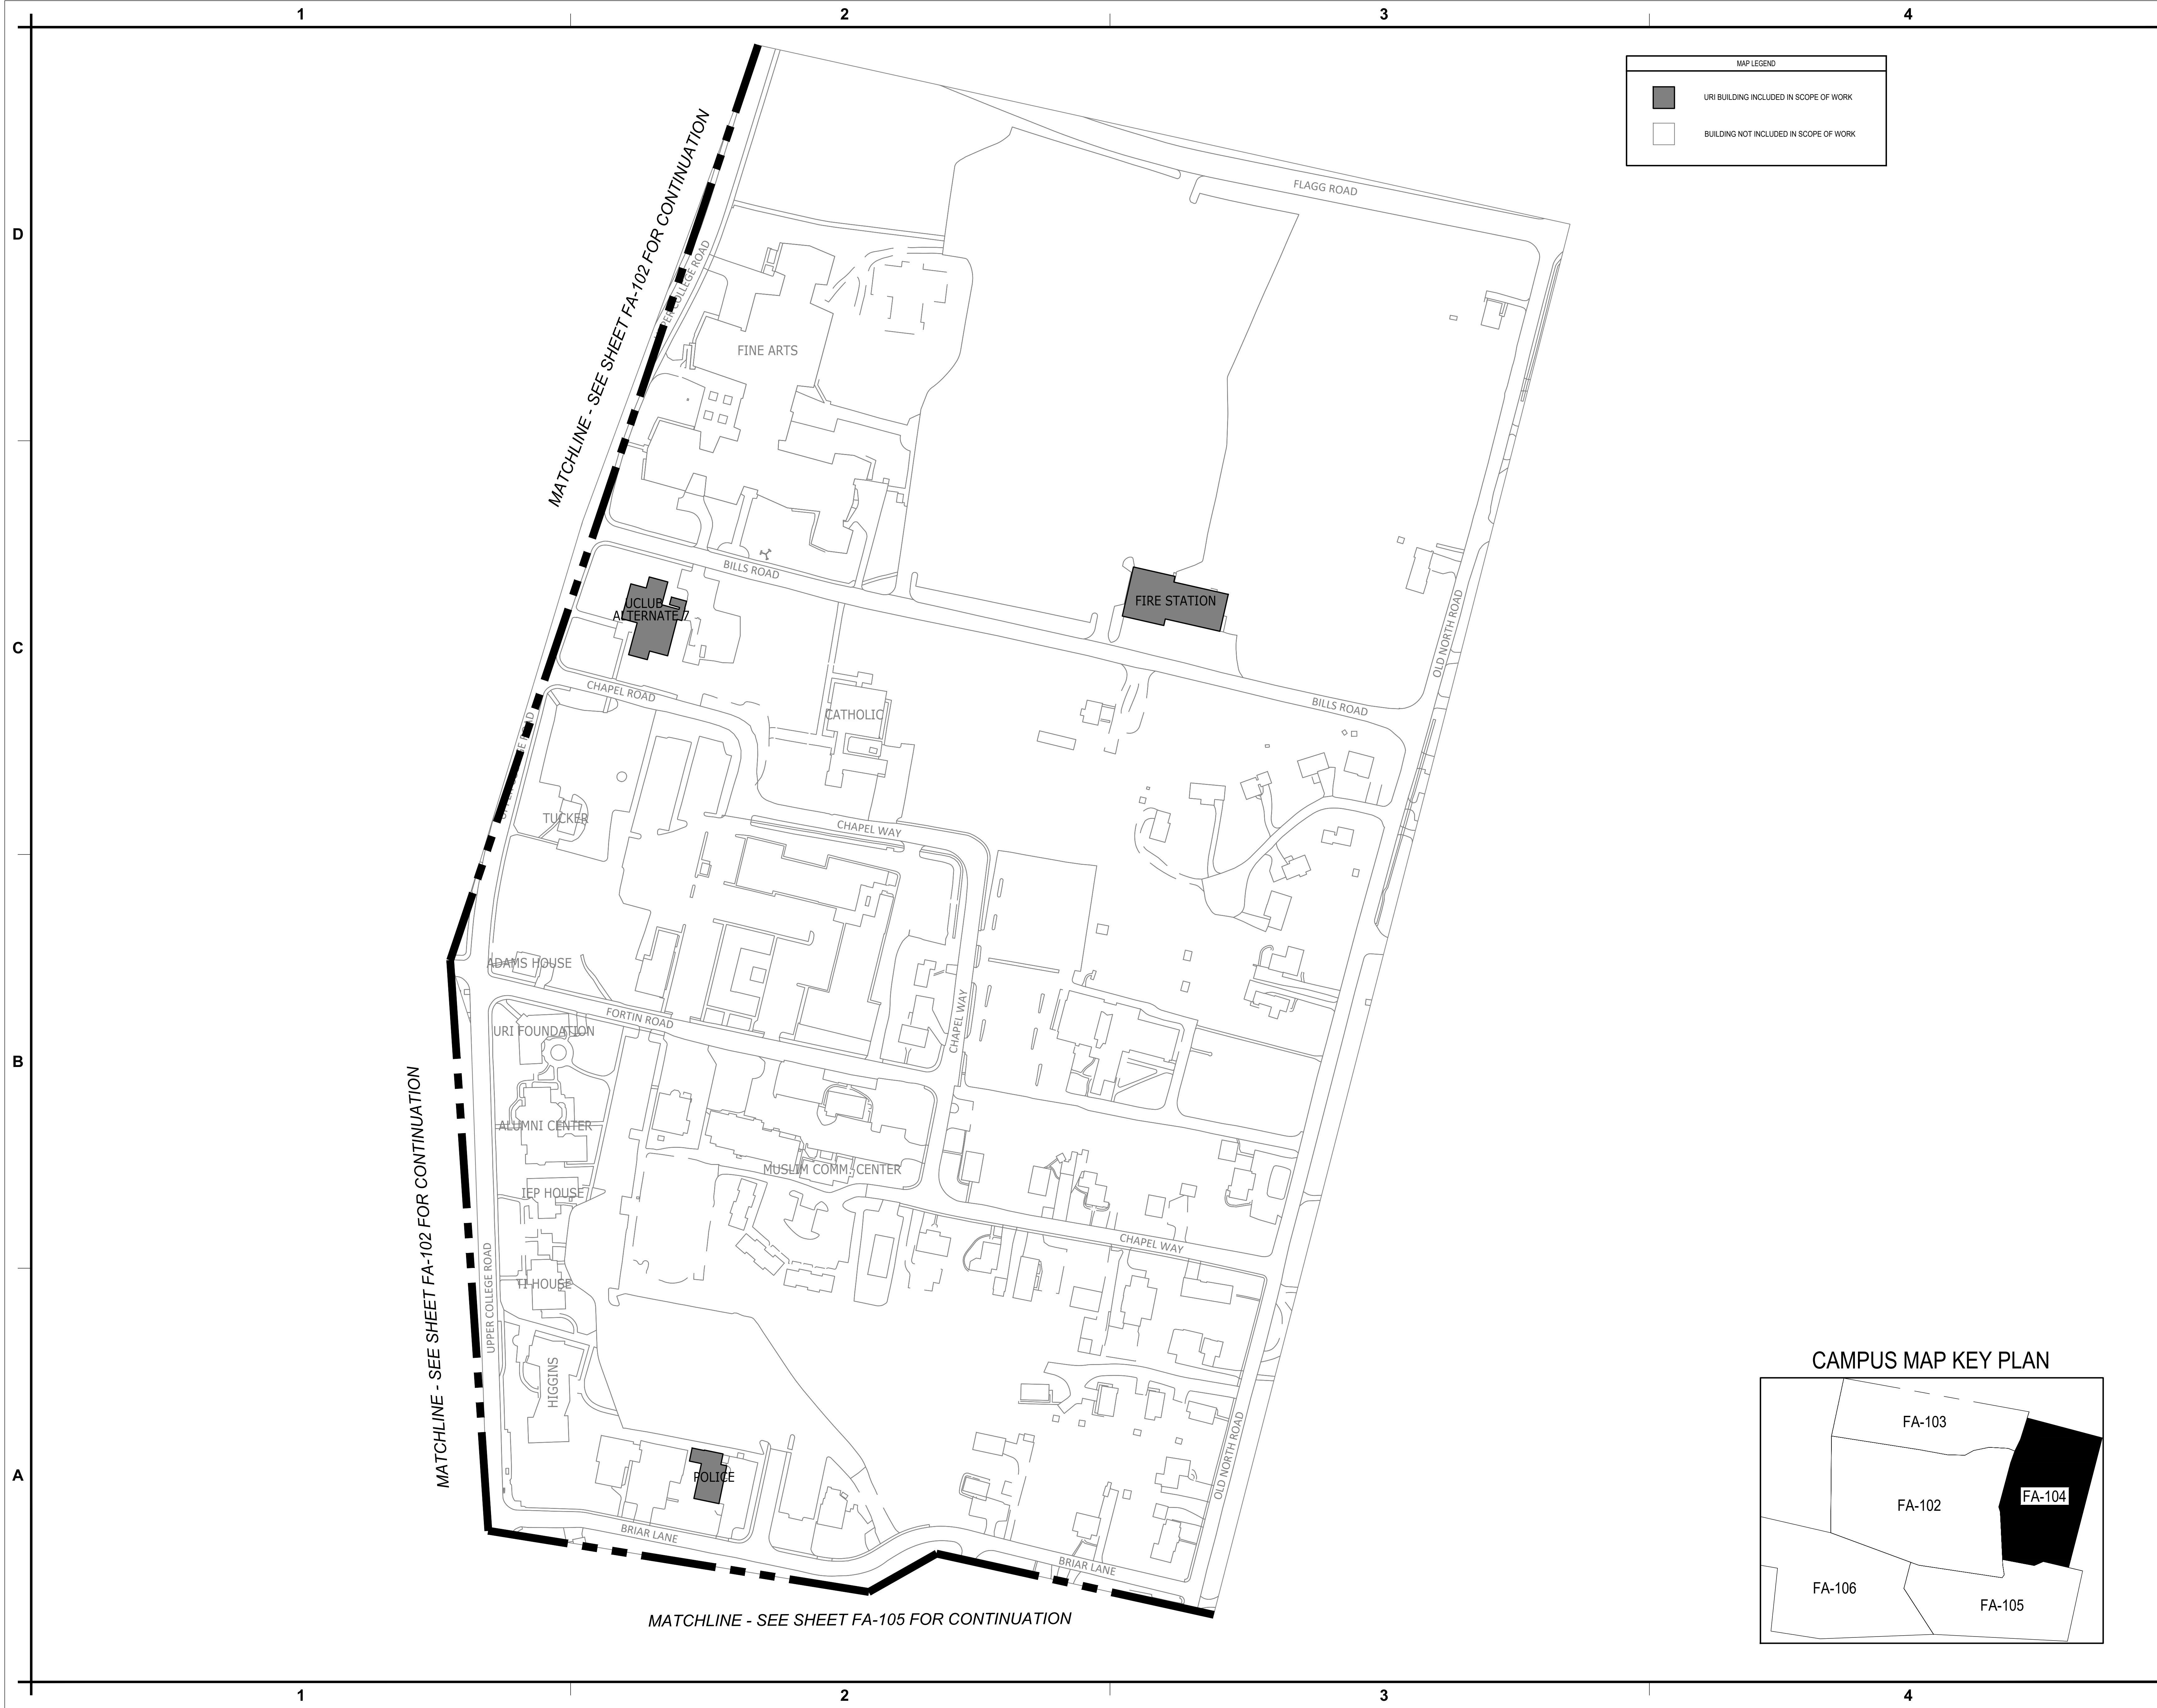 1
2
3
4
MAP LEGEND
URI BUILDING INCLUDED IN SCOPE OF WORK
BUILDING NOT INCLUDED IN SCOPE OF WORK
MATCHLINE - SEE SHEET FA-102 FOR CONTINUATION
FLAGG ROAD
D
COLLEGE ROAD
FINE ARTS
BILLS ROAD
UCLUB
ALTERNATE 7
FIRE STATION
OLD NORTH ROAD
C
CHAPEL ROAD
BILLS ROAD
CATHOLIC
ROAD
TUCKER
CHAPEL WAY
ADAMS HOUSE
FORTIN ROAD
CHAPEL WAY
URI FOUNDATION
B
MATCHLINE - SEE SHEET FA-102 FOR CONTINUATION
ALUMNI CENTER
MUSLIM COMM. CENTER
IEP HOUSE
CHAPEL WAY
UPPER COLLEGE ROAD
TI HOUSE
HIGGINS
OLD NORTH ROAD
A
POLICE
BRIAR LANE
BRIAR LANE
MATCHLINE - SEE SHEET FA-105 FOR CONTINUATION
CAMPUS MAP KEY PLAN
FA-103
FA-104
FA-102
FA-106
FA-105
1
2
3
4